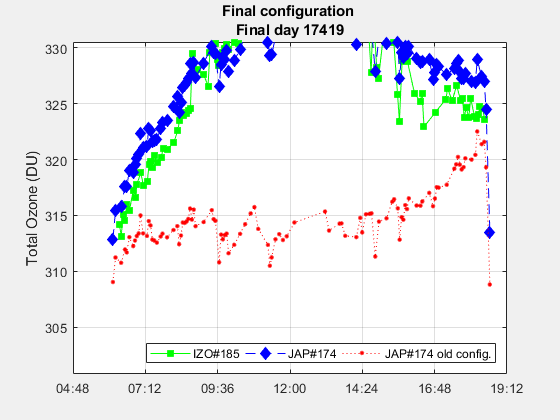 Final configuration
Final day 17419
Total Ozone (DU)
330
325
320
315
310
305
IZO#185 JAP#174 JAP#174 old config.
04:48 07:12 09:36 12:00 14:24 16:48 19:12